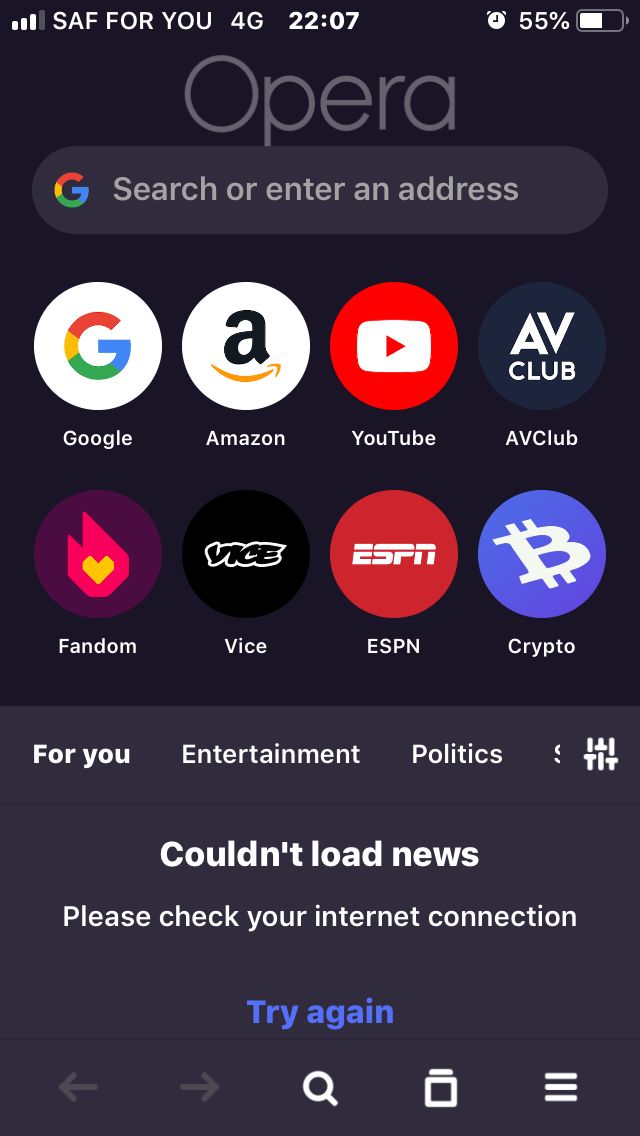 SAF FOR YOU 4G 22:07 55%
Opera
Search or enter an address
AV CLUB
Google Amazon YouTube AVClub
VICE ESPN
Fandom Vice ESPN Crypto
For you Entertainment Politics
Couldn't load news
Please check your internet connection
Try again